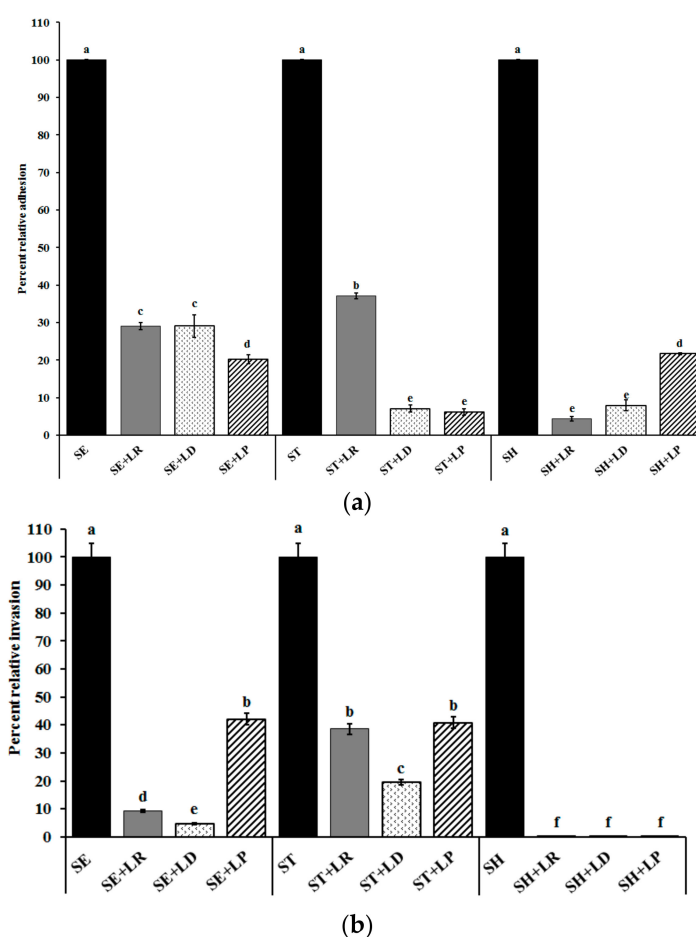 110
100
90
80
70
60
50
40
30
20
10
0
Percent relative adhesion
a
c
c
d
a
b
e
e
a
e
e
d
SE
SE+LR
SE+LD
SE+LP
ST
ST+LR
ST+LD
ST+LP
SH
SH+LR
SH+LD
SH+LP
(a)
110
100
90
80
70
60
50
40
30
20
10
0
Percent relative invasion
a
d
e
b
a
b
c
b
a
f
f
f
SE
SE+LR
SE+LD
SE+LP
ST
ST+LR
ST+LD
ST+LP
SH
SH+LR
SH+LD
SH+LP
(b)